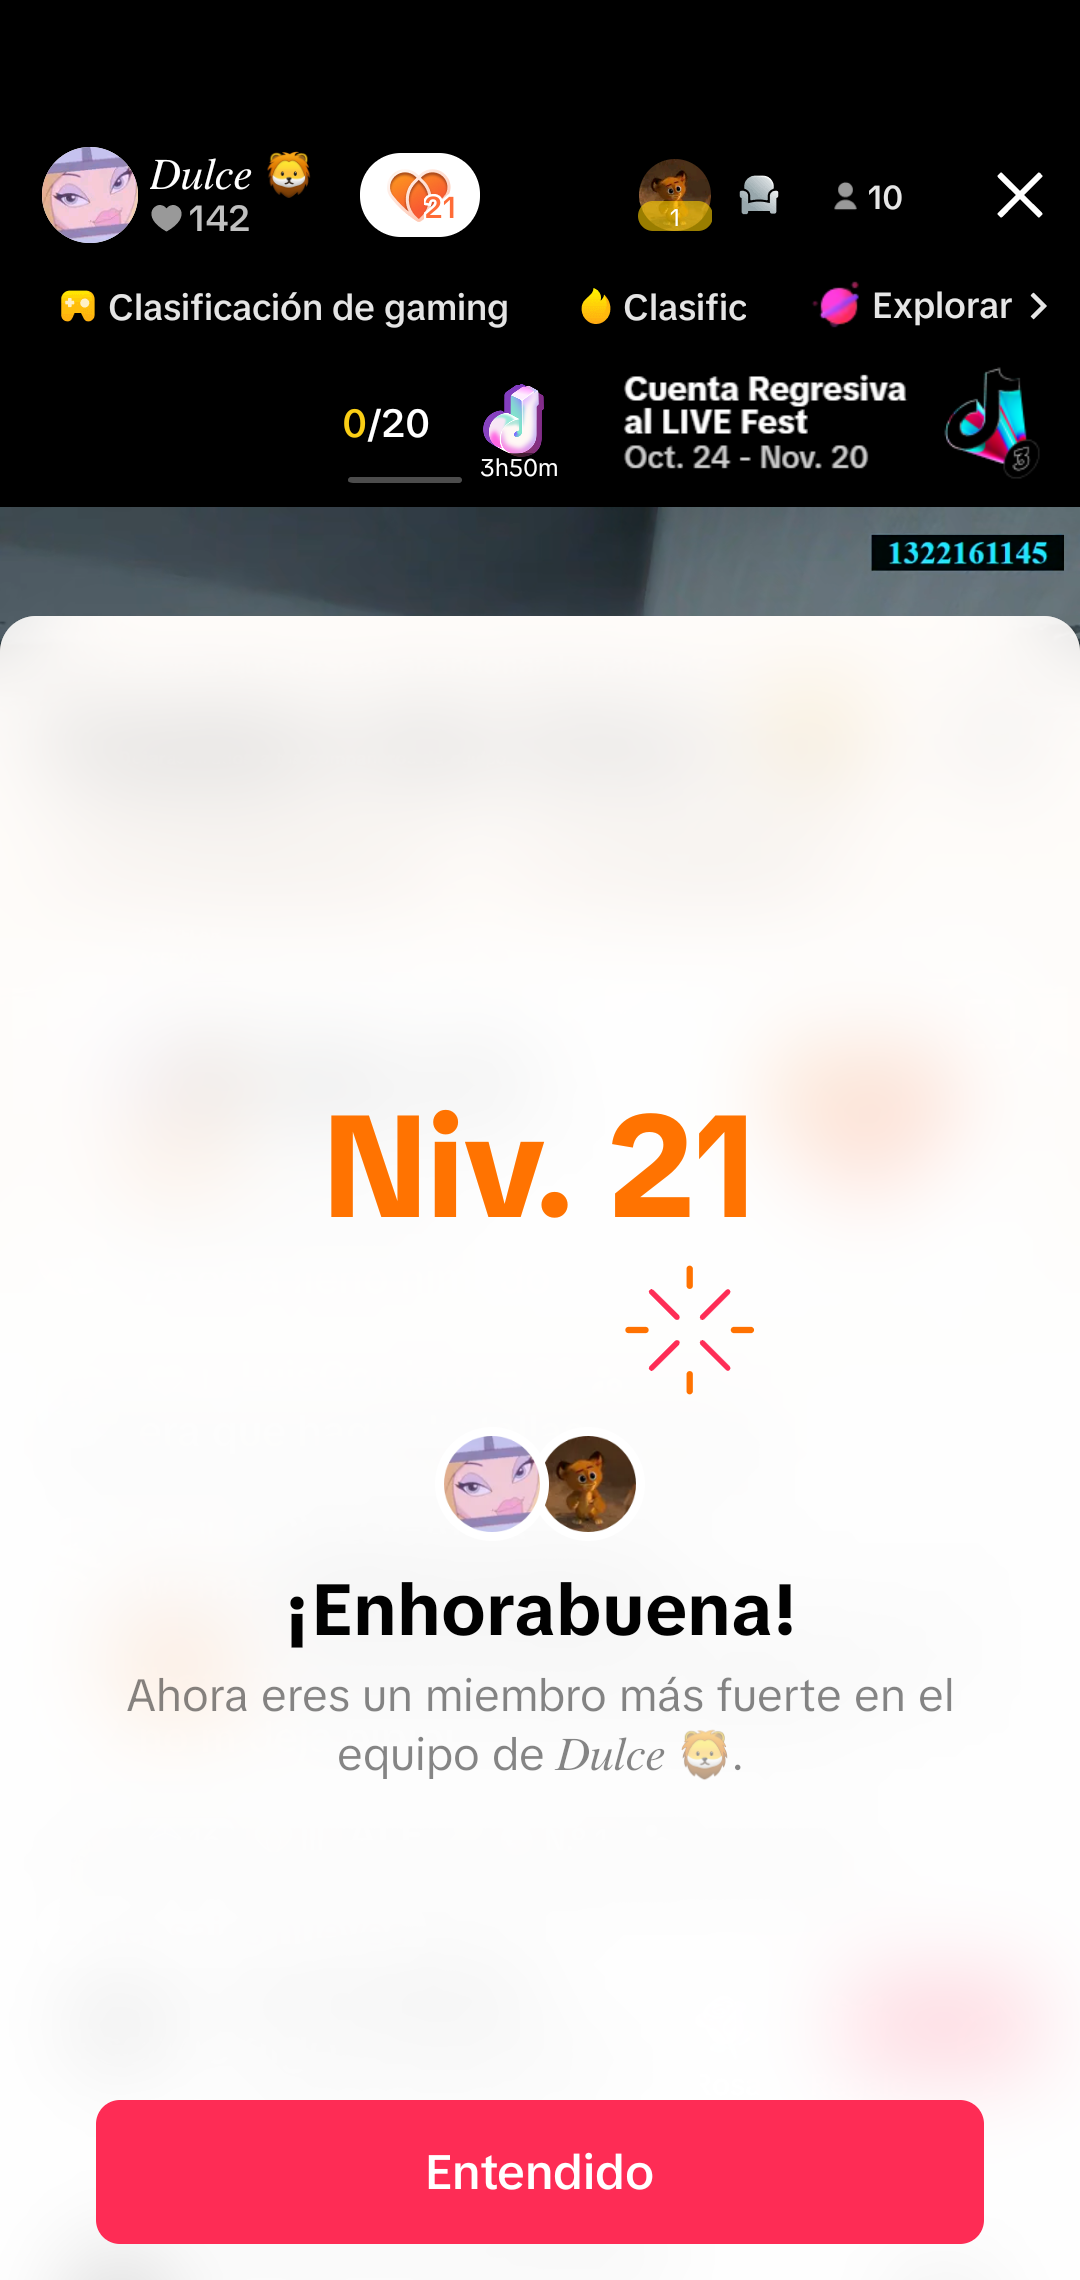 Dulce 🦁
142
21
1
10
Clasificación de gaming
Clasific
Explorar
0/20
3h50m
Cuenta Regresiva
al LIVE Fest
Oct. 24 - Nov. 20
3
1322161145
Niv. 21
¡Enhorabuena!
Ahora eres un miembro más fuerte en el
equipo de Dulce 🦁.
Entendido